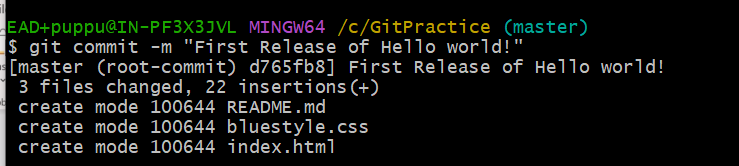 EAD+puppu@IN-PF3X3JVL MINGW64 /c/GitPractice (master)
$ git commit -m "First Release of Hello world!"
[master (root-commit) d765fb8] First Release of Hello world!
 3 files changed, 22 insertions(+)
 create mode 100644 README.md
 create mode 100644 bluestyle.css
 create mode 100644 index.html